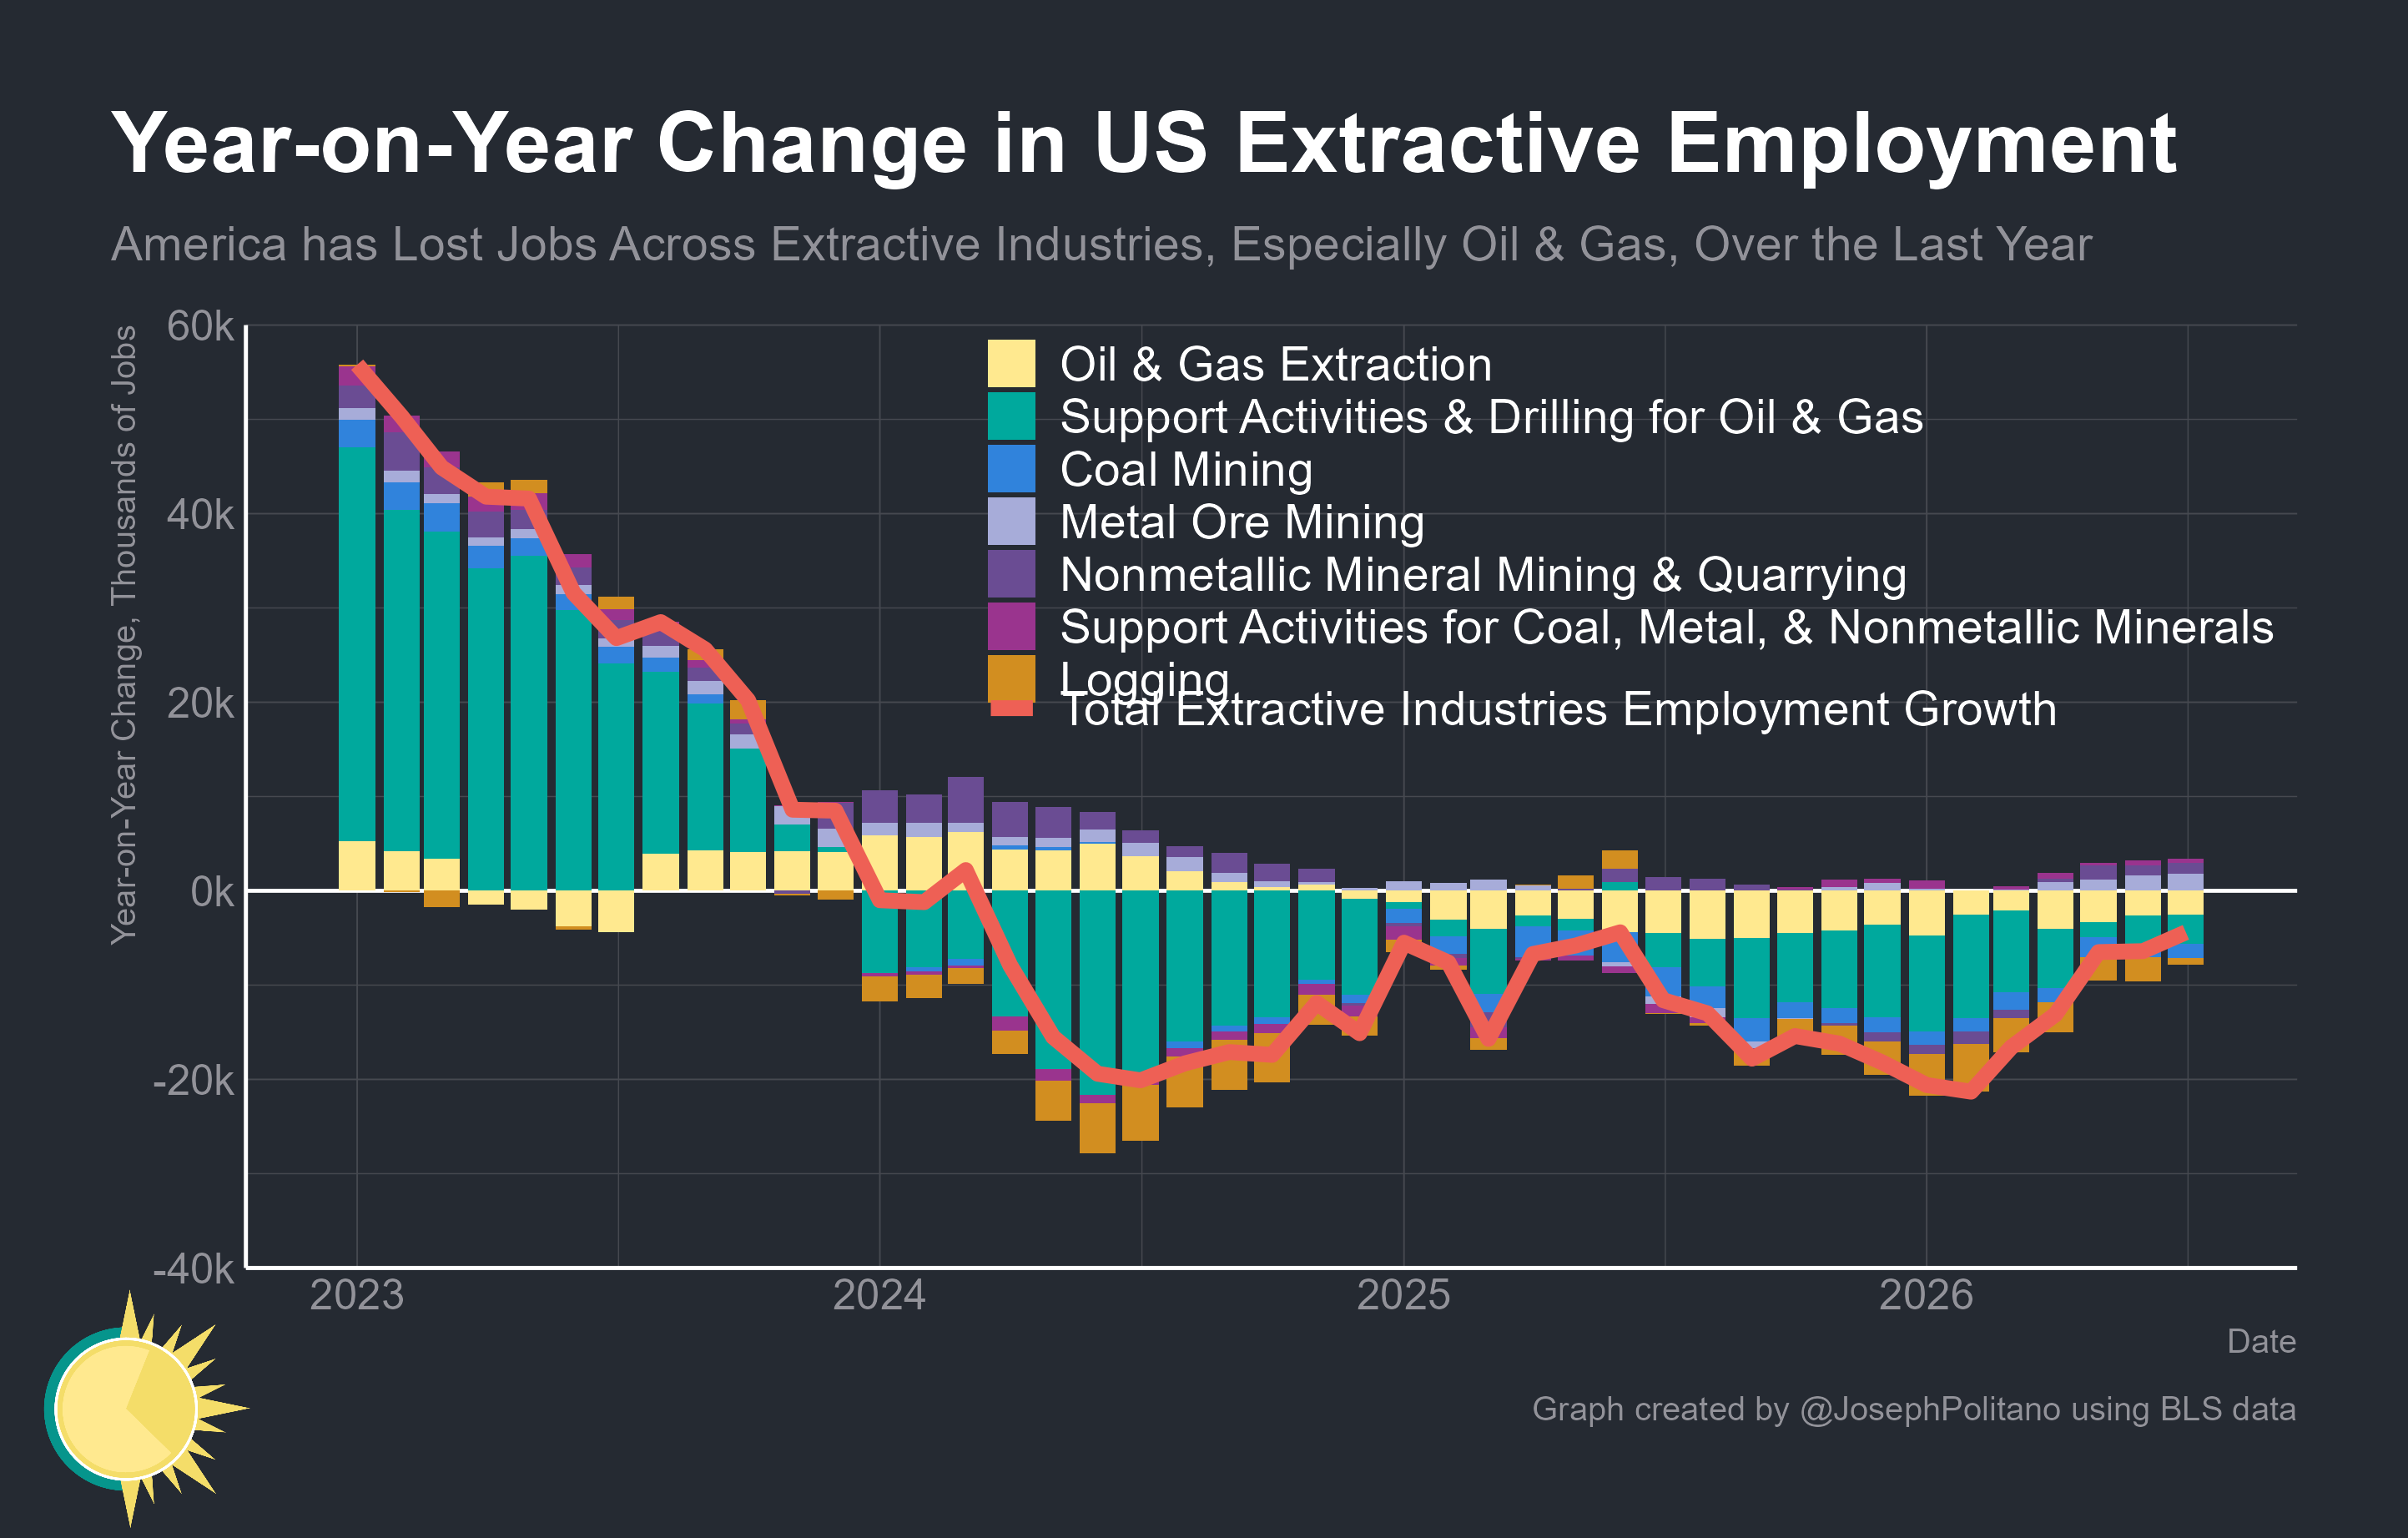 Year-on-Year Change in US Extractive Employment
America has Lost Jobs Across Extractive Industries, Especially Oil & Gas, Over the Last Year
Year-on-Year Change, Thousands of Jobs
60k
40k
20k
0k
-20k
-40k
Oil & Gas Extraction
Support Activities & Drilling for Oil & Gas
Coal Mining
Metal Ore Mining
Nonmetallic Mineral Mining & Quarrying
Support Activities for Coal, Metal, & Nonmetallic Minerals
Logging
Total Extractive Industries Employment Growth
2023
2024
2025
2026
Date
Graph created by @JosephPolitano using BLS data